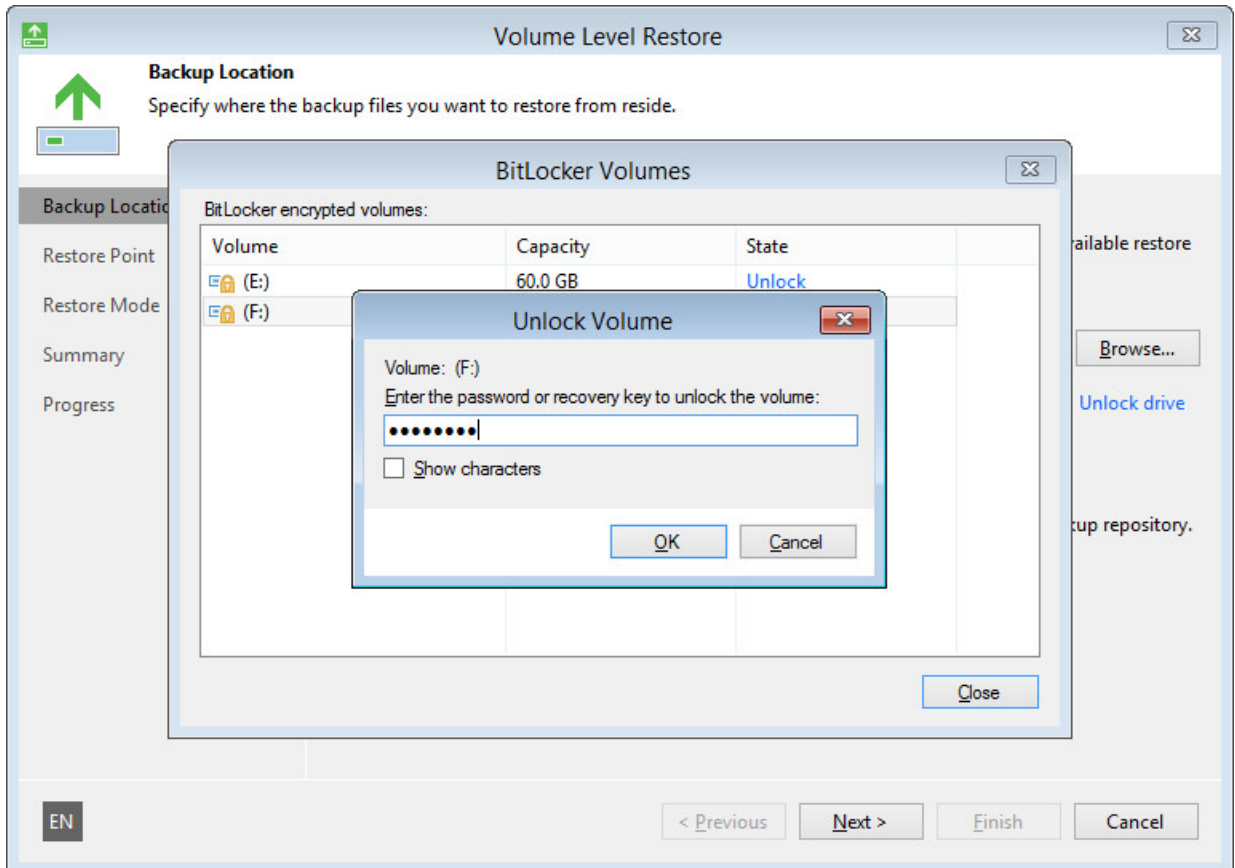 Volume Level Restore
Backup Location
Specify where the backup files you want to restore from reside.
BitLocker Volumes
Backup Locatio
BitLocker encrypted volumes:
Volume Capacity State
Restore Point
(E:) 60.0 GB Unlock
Restore Mode
(F:)
Summary
Progress
Unlock Volume
Volume: (F:)
Enter the password or recovery key to unlock the volume:
••••••••
Show characters
OK Cancel
Close
ailable restore
Browse...
Unlock drive
up repository.
EN
< Previous Next > Finish Cancel